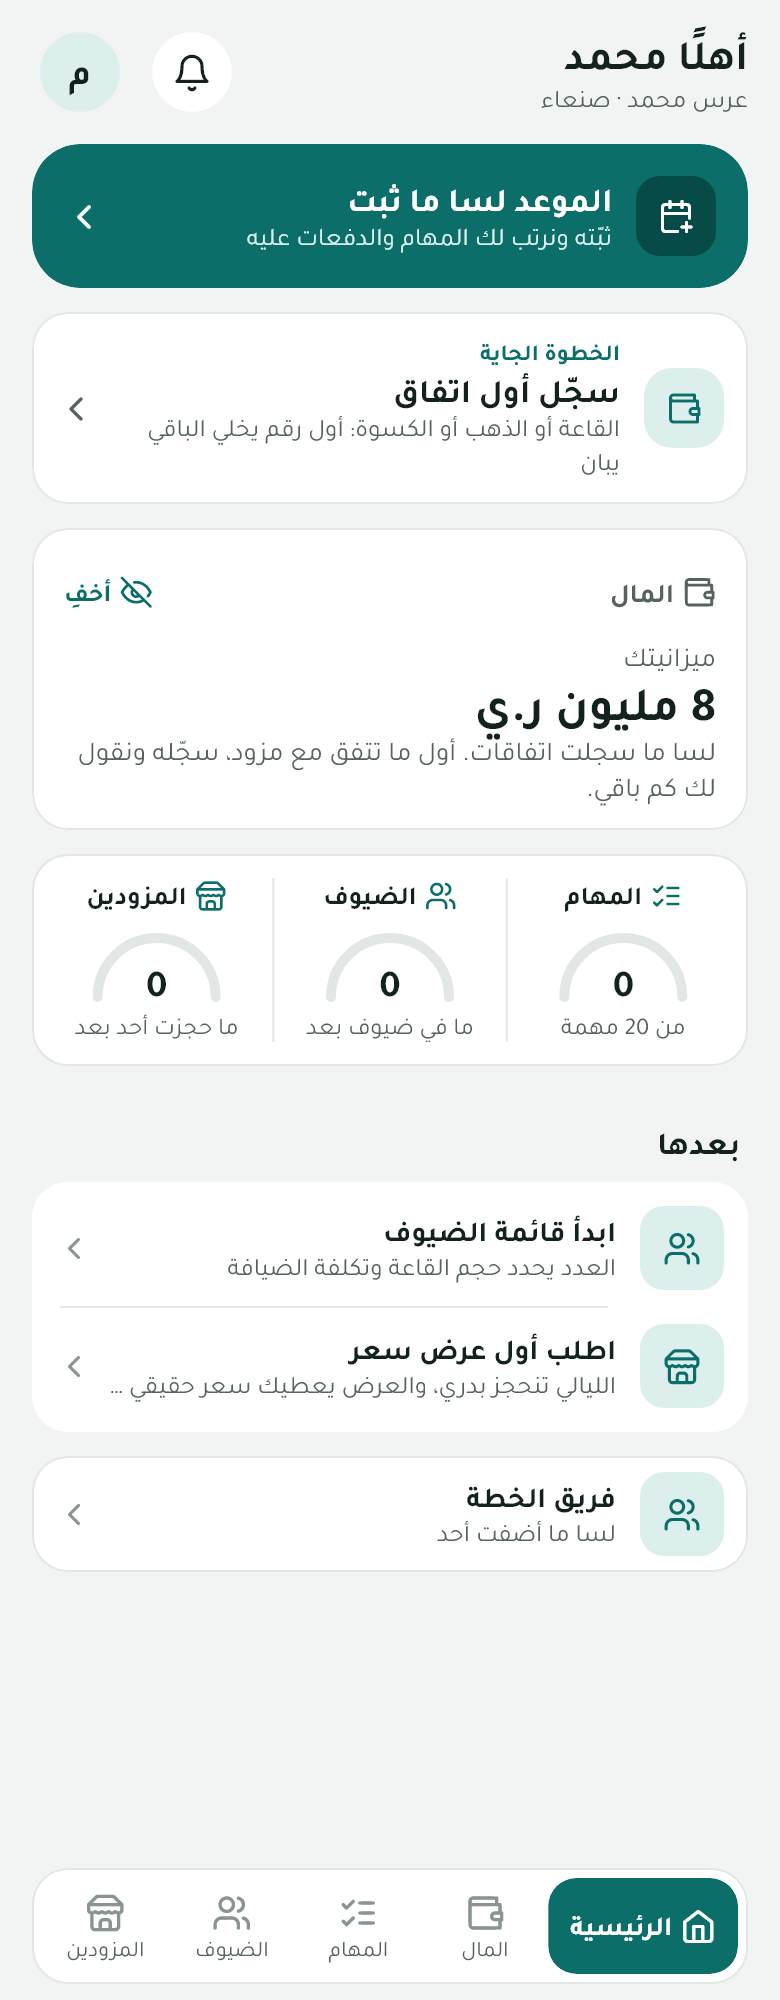 أهلًا محمد
عرس محمد · صنعاء
م
الموعد لسا ما ثبت
ثبّته ونرتب لك المهام والدفعات عليه
الخطوة الجاية
سجّل أول اتفاق
القاعة أو الذهب أو الكسوة: أول رقم يخلي الباقي
يبان
المال
أخفِ
ميزانيتك
8 مليون ر.ي
لسا ما سجلت اتفاقات. أول ما تتفق مع مزود، سجّله ونقول
لك كم باقي.
المهام
0
من 20 مهمة
الضيوف
0
ما في ضيوف بعد
المزودين
0
ما حجزت أحد بعد
بعدها
ابدأ قائمة الضيوف
العدد يحدد حجم القاعة وتكلفة الضيافة
اطلب أول عرض سعر
الليالي تنحجز بدري، والعرض يعطيك سعر حقيقي ...
فريق الخطة
لسا ما أضفت أحد
الرئيسية
المال
المهام
الضيوف
المزودين